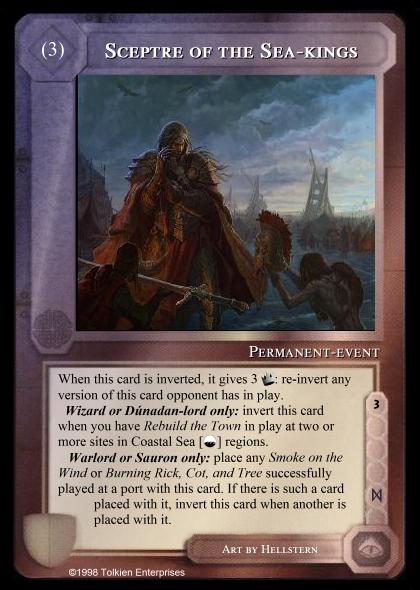 (3)
Sceptre of the Sea-kings
Permanent-event
When this card is inverted, it gives 3 : re-invert any
version of this card opponent has in play.
Wizard or Dúnadan-lord only: invert this card
when you have Rebuild the Town in play at two or
more sites in Coastal Sea [ ] regions.
Warlord or Sauron only: place any Smoke on the
Wind or Burning Rick, Cot, and Tree successfully
played at a port with this card. If there is such a card
placed with it, invert this card when another is
placed with it.
3
ᛞ
Art by Hellstern
©1998 Tolkien Enterprises